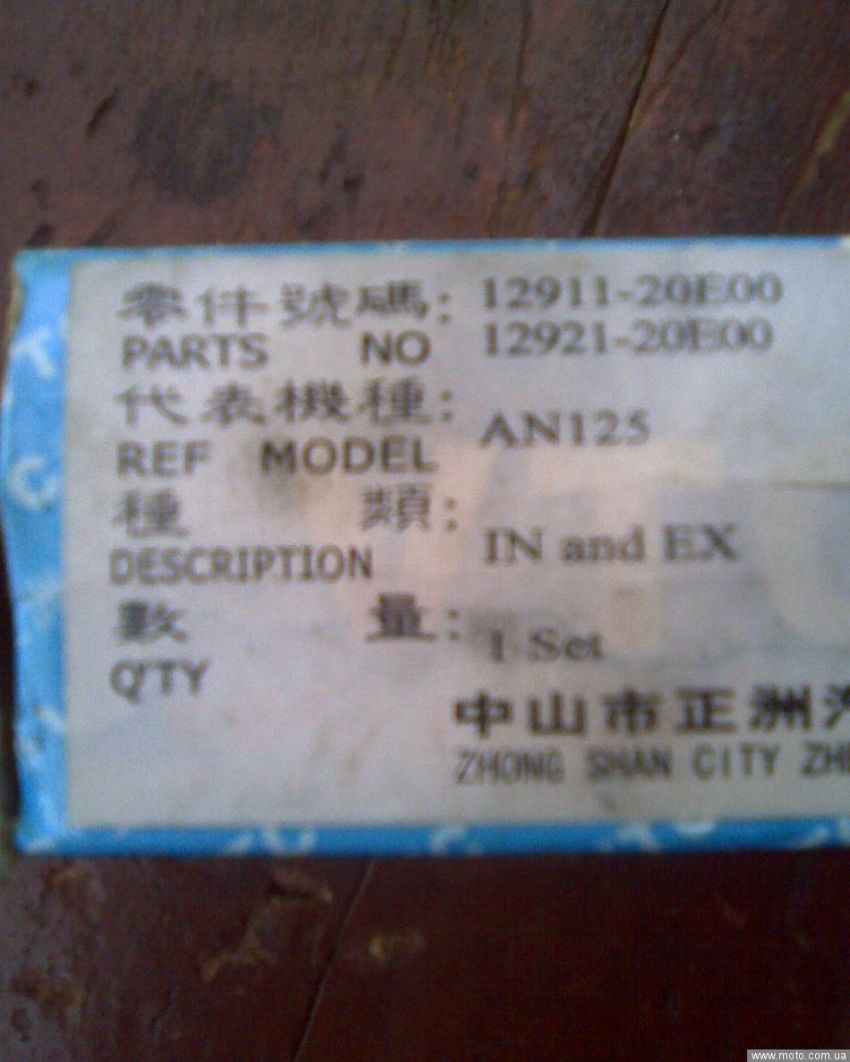 零件號碼: 12911-20E00
PARTS NO 12921-20E00
代表機種: AN125
REF MODEL
種 類: IN and EX
DESCRIPTION
數 量: 1 Set
Q'TY
中山市正洲
ZHONG SHAN CITY
www.moto.com.ua